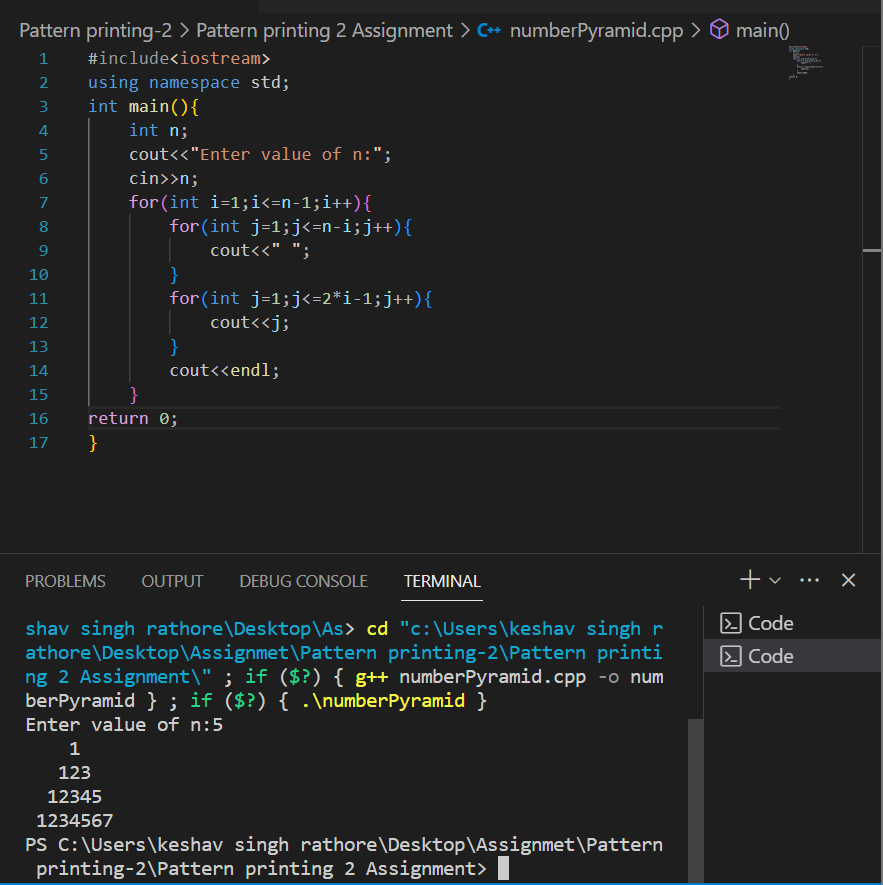 Pattern printing-2 > Pattern printing 2 Assignment > C++ numberPyramid.cpp > main()
1 #include<iostream>
2 using namespace std;
3 int main(){
4     int n;
5     cout<<"Enter value of n:";
6     cin>>n;
7     for(int i=1;i<=n-1;i++){
8         for(int j=1;j<=n-i;j++){
9             cout<<" ";
10         }
11         for(int j=1;j<=2*i-1;j++){
12             cout<<j;
13         }
14         cout<<endl;
15     }
16 return 0;
17 }
PROBLEMS OUTPUT DEBUG CONSOLE TERMINAL
shav singh rathore\Desktop\As> cd "c:\Users\keshav singh r
athore\Desktop\Assignmet\Pattern printing-2\Pattern printi
ng 2 Assignment\" ; if ($?) { g++ numberPyramid.cpp -o num
berPyramid } ; if ($?) { .\numberPyramid }
Enter value of n:5
    1
   123
  12345
 1234567
PS C:\Users\keshav singh rathore\Desktop\Assignmet\Pattern
 printing-2\Pattern printing 2 Assignment>
Code
Code